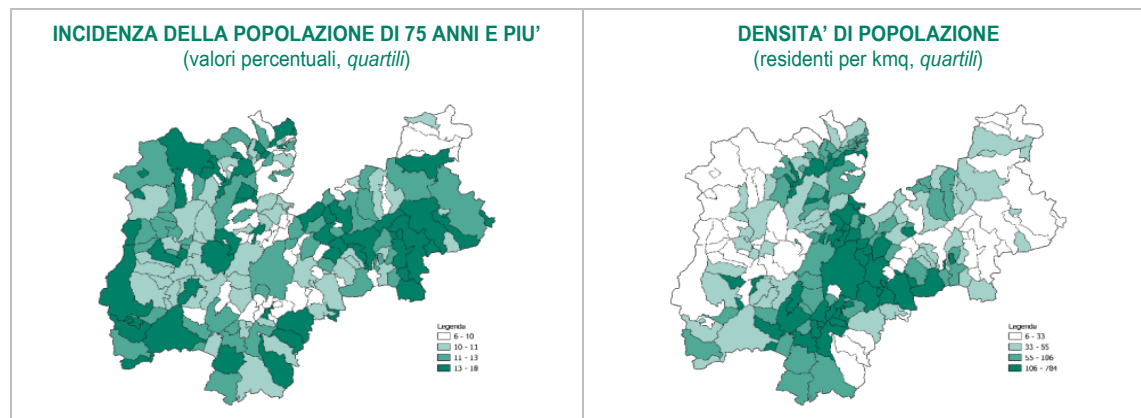 INCIDENZA DELLA POPOLAZIONE DI 75 ANNI E PIU'
(valori percentuali, quartili)
Legenda
6 - 10
10 - 11
11 - 13
13 - 18
DENSITA' DI POPOLAZIONE
(residenti per kmq, quartili)
Legenda
6 - 33
33 - 55
55 - 106
106 - 784